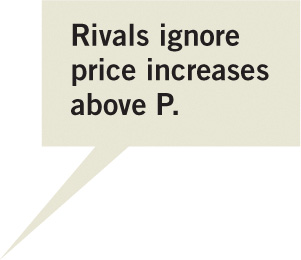 Rivals ignore
price increases
above P.